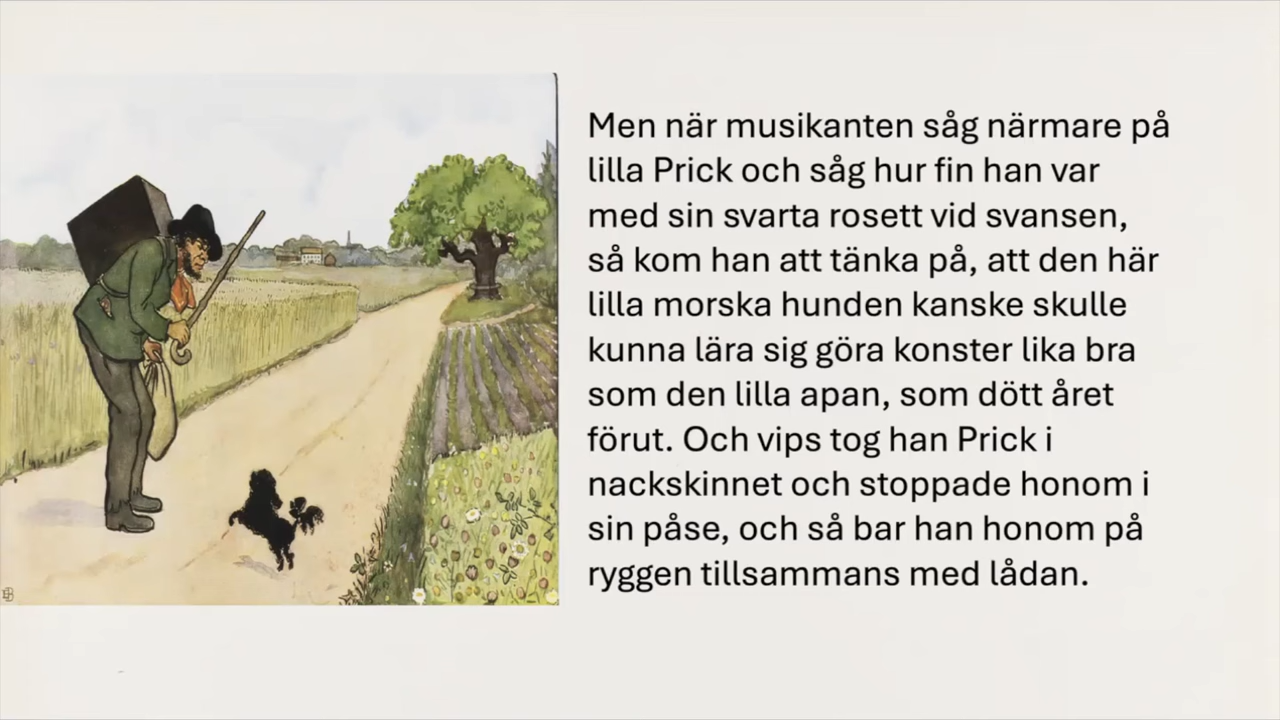 Men när musikanten såg närmare på
lilla Prick och såg hur fin han var
med sin svarta rosett vid svansen,
så kom han att tänka på, att den här
lilla morska hunden kanske skulle
kunna lära sig göra konster lika bra
som den lilla apan, som dött året
förut. Och vips tog han Prick i
nackskinnet och stoppade honom i
sin påse, och så bar han honom på
ryggen tillsammans med lådan.